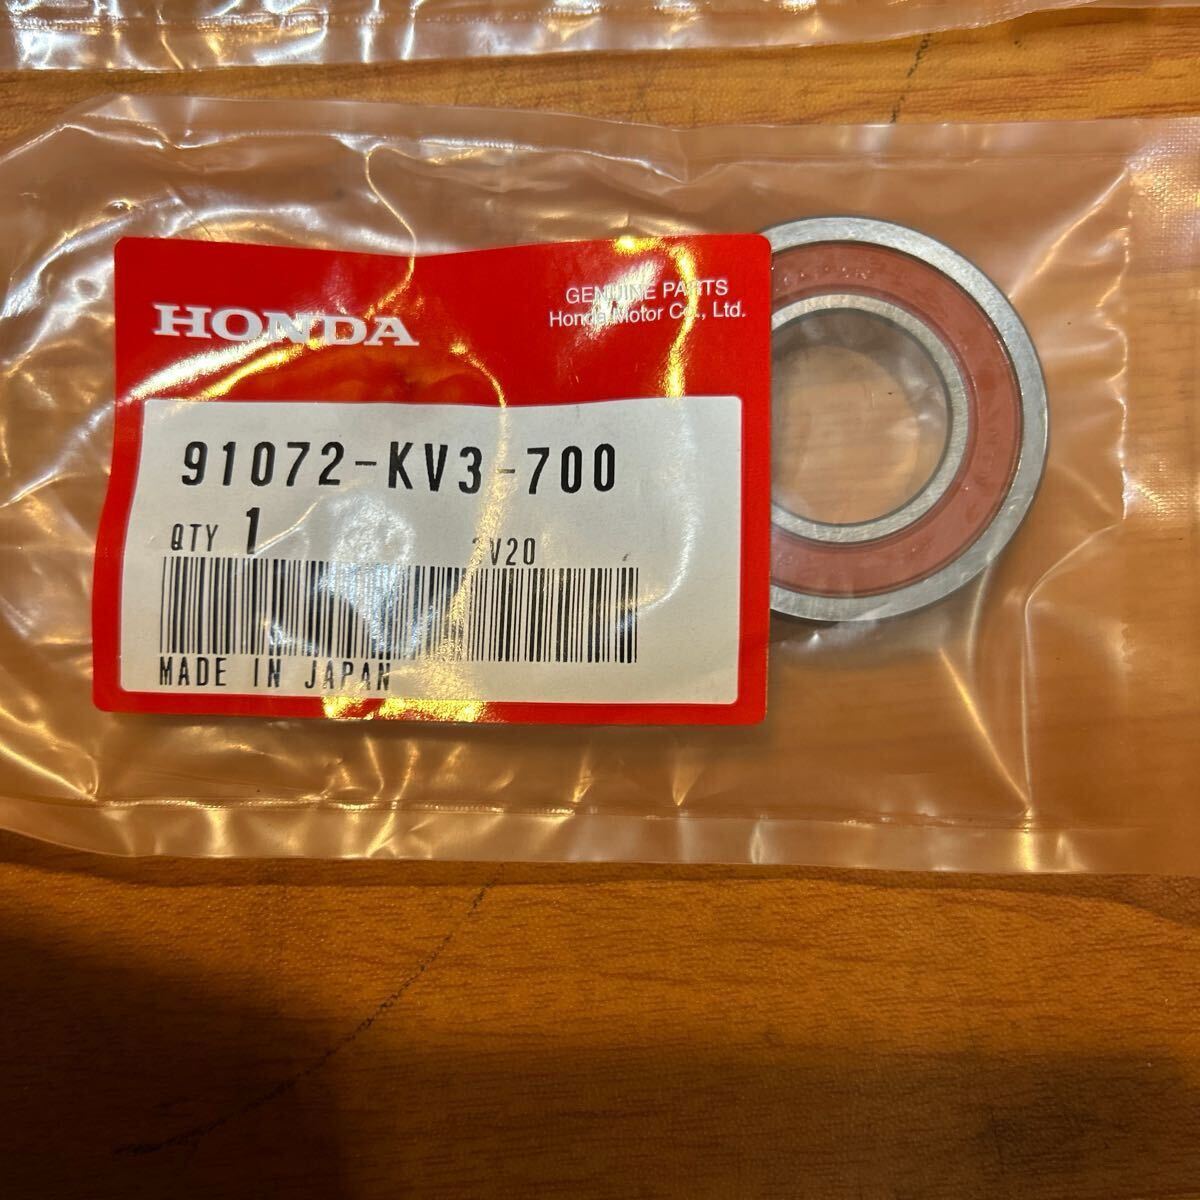 HONDA
GENUINE PARTS
Honda Motor Co., Ltd.
91072-KV3-700
QTY 1
MADE IN JAPAN